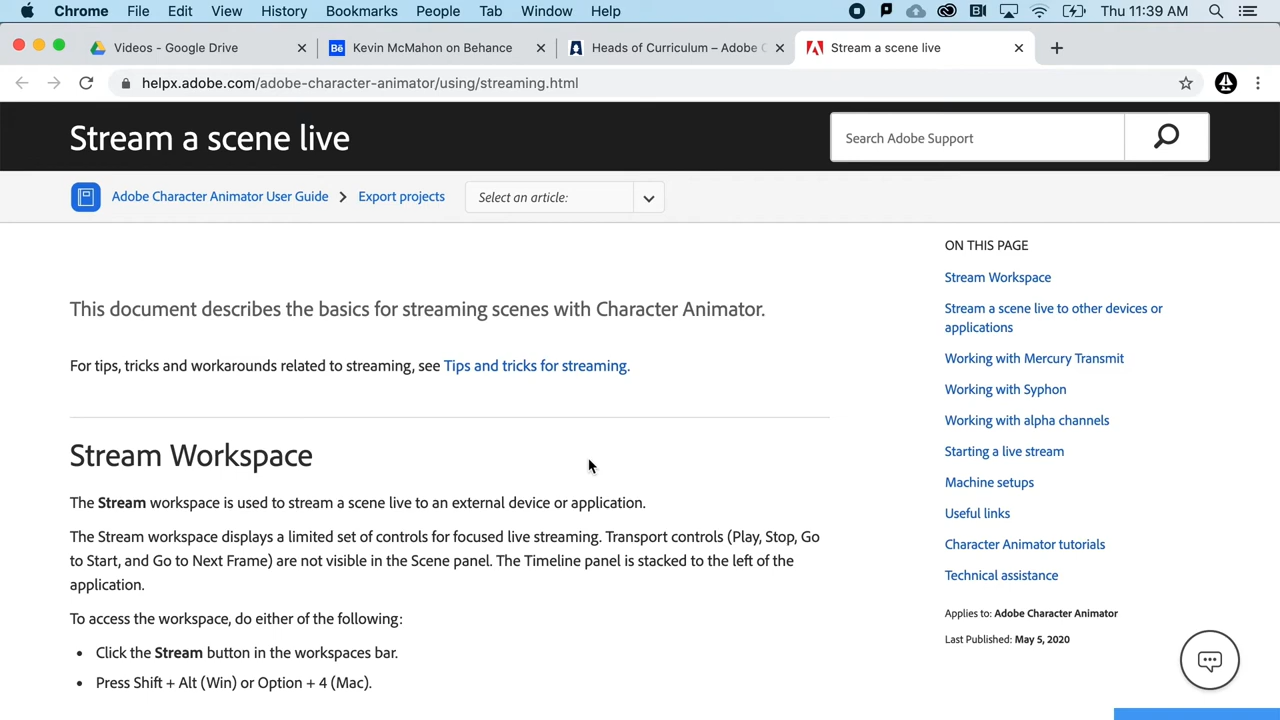 Chrome File Edit View History Bookmarks People Tab Window Help Thu 11:39 AM
Videos - Google Drive
Bē Kevin McMahon on Behance
Heads of Curriculum – Adobe C
Stream a scene live
helpx.adobe.com/adobe-character-animator/using/streaming.html
Stream a scene live
Search Adobe Support
Adobe Character Animator User Guide
Export projects
Select an article:
This document describes the basics for streaming scenes with Character Animator.
For tips, tricks and workarounds related to streaming, see Tips and tricks for streaming.
Stream Workspace
The Stream workspace is used to stream a scene live to an external device or application.
The Stream workspace displays a limited set of controls for focused live streaming. Transport controls (Play, Stop, Go
to Start, and Go to Next Frame) are not visible in the Scene panel. The Timeline panel is stacked to the left of the
application.
To access the workspace, do either of the following:
• Click the Stream button in the workspaces bar.
• Press Shift + Alt (Win) or Option + 4 (Mac).
ON THIS PAGE
Stream Workspace
Stream a scene live to other devices or
applications
Working with Mercury Transmit
Working with Syphon
Working with alpha channels
Starting a live stream
Machine setups
Useful links
Character Animator tutorials
Technical assistance
Applies to: Adobe Character Animator
Last Published: May 5, 2020